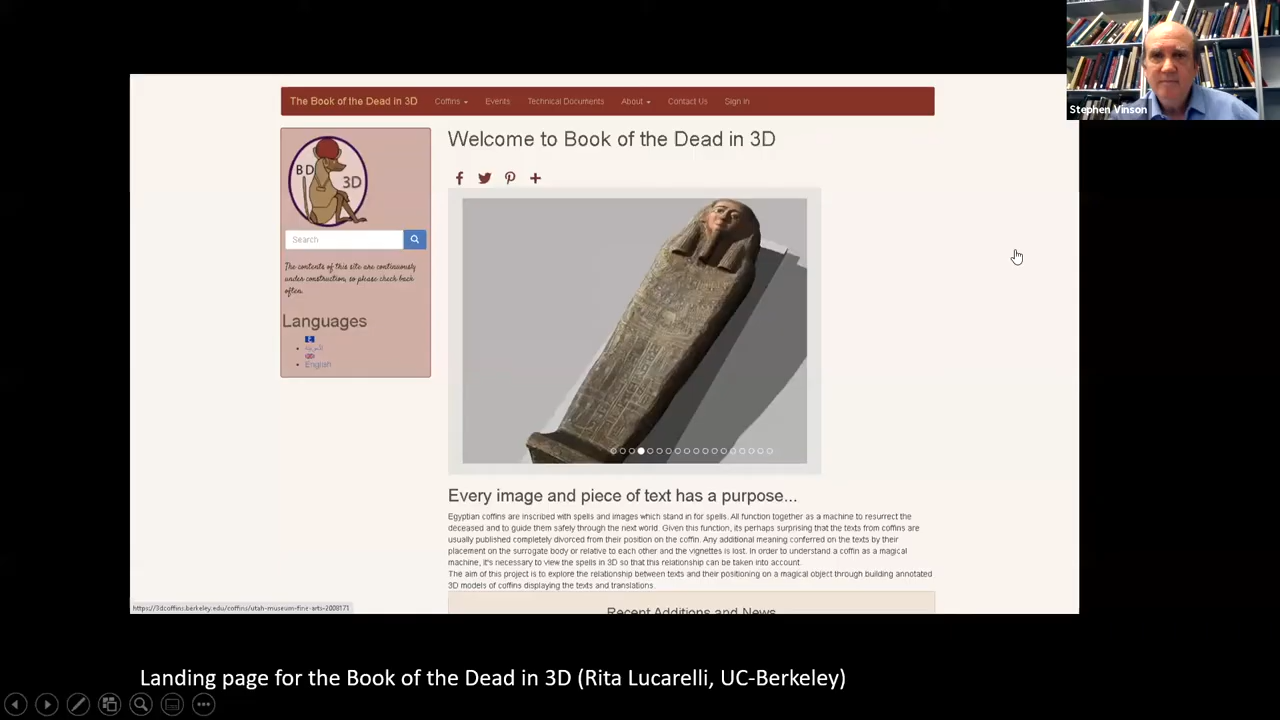 Stephen Vinson
The Book of the Dead in 3D Coffins Events Technical Documents About Contact Us Sign In
BD
3D
Search
The contents of this site are continuously
under construction, so please check back
often.
Languages
العربية
English
Welcome to Book of the Dead in 3D
Every image and piece of text has a purpose...
Egyptian coffins are inscribed with spells and images which stand in for spells. All function together as a machine to resurrect the
deceased and to guide them safely through the next world. Given this function, its perhaps surprising that the texts from coffins are
usually published completely divorced from their position on the coffin. Any additional meaning conferred on the texts by their
placement on the surrogate body or relative to each other and the vignettes is lost. In order to understand a coffin as a magical
machine, it's necessary to view the spells in 3D so that this relationship can be taken into account.
The aim of this project is to explore the relationship between texts and their positioning on a magical object through building annotated
3D models of coffins displaying the texts and translations.
Recent Additions and News
https://3dcoffins.berkeley.edu/coffins/utah-museum-fine-arts-2008171
Landing page for the Book of the Dead in 3D (Rita Lucarelli, UC-Berkeley)